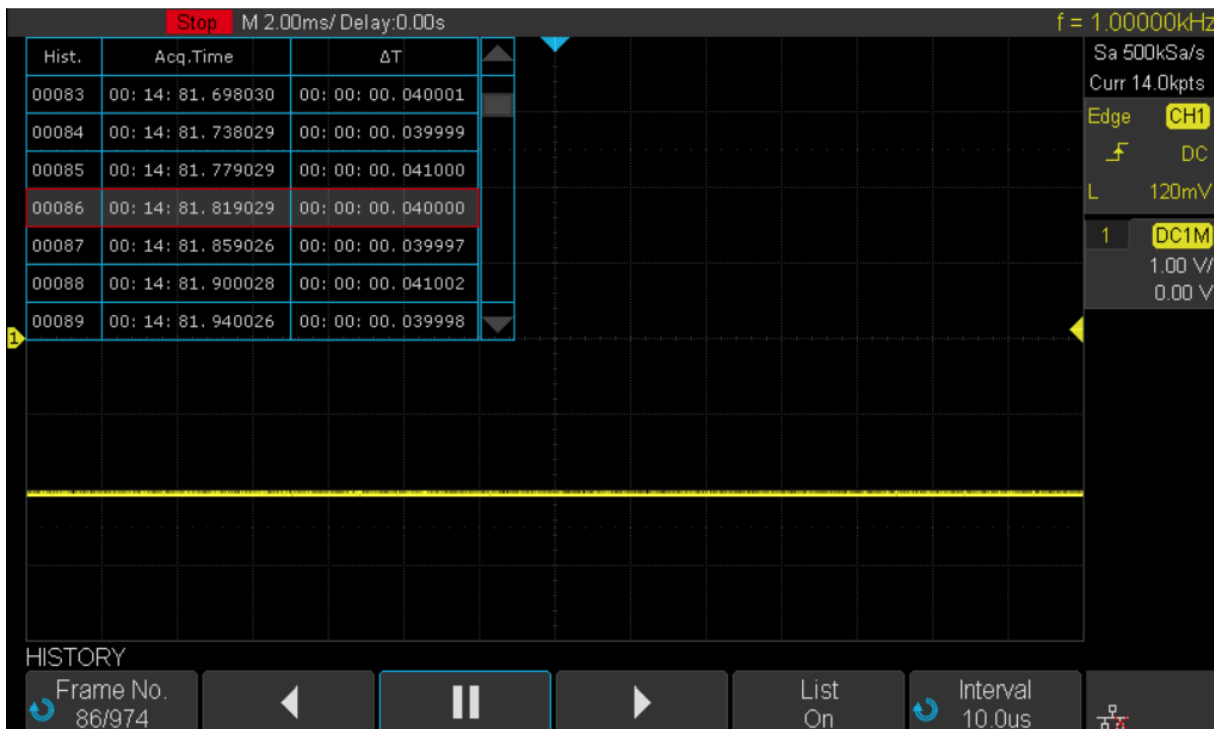 Stop M 2.00ms/ Delay:0.00s f = 1.00000kHz
Sa 500kSa/s
Curr 14.0kpts
Edge CH1
DC
L 120mV
1 DC1M
1.00 V/
0.00 V
Hist. Acq.Time ΔT
00083 00: 14: 81. 698030 00: 00: 00. 040001
00084 00: 14: 81. 738029 00: 00: 00. 039999
00085 00: 14: 81. 779029 00: 00: 00. 041000
00086 00: 14: 81. 819029 00: 00: 00. 040000
00087 00: 14: 81. 859026 00: 00: 00. 039997
00088 00: 14: 81. 900028 00: 00: 00. 041002
00089 00: 14: 81. 940026 00: 00: 00. 039998
1
HISTORY
Frame No.
86/974
List
On
Interval
10.0us